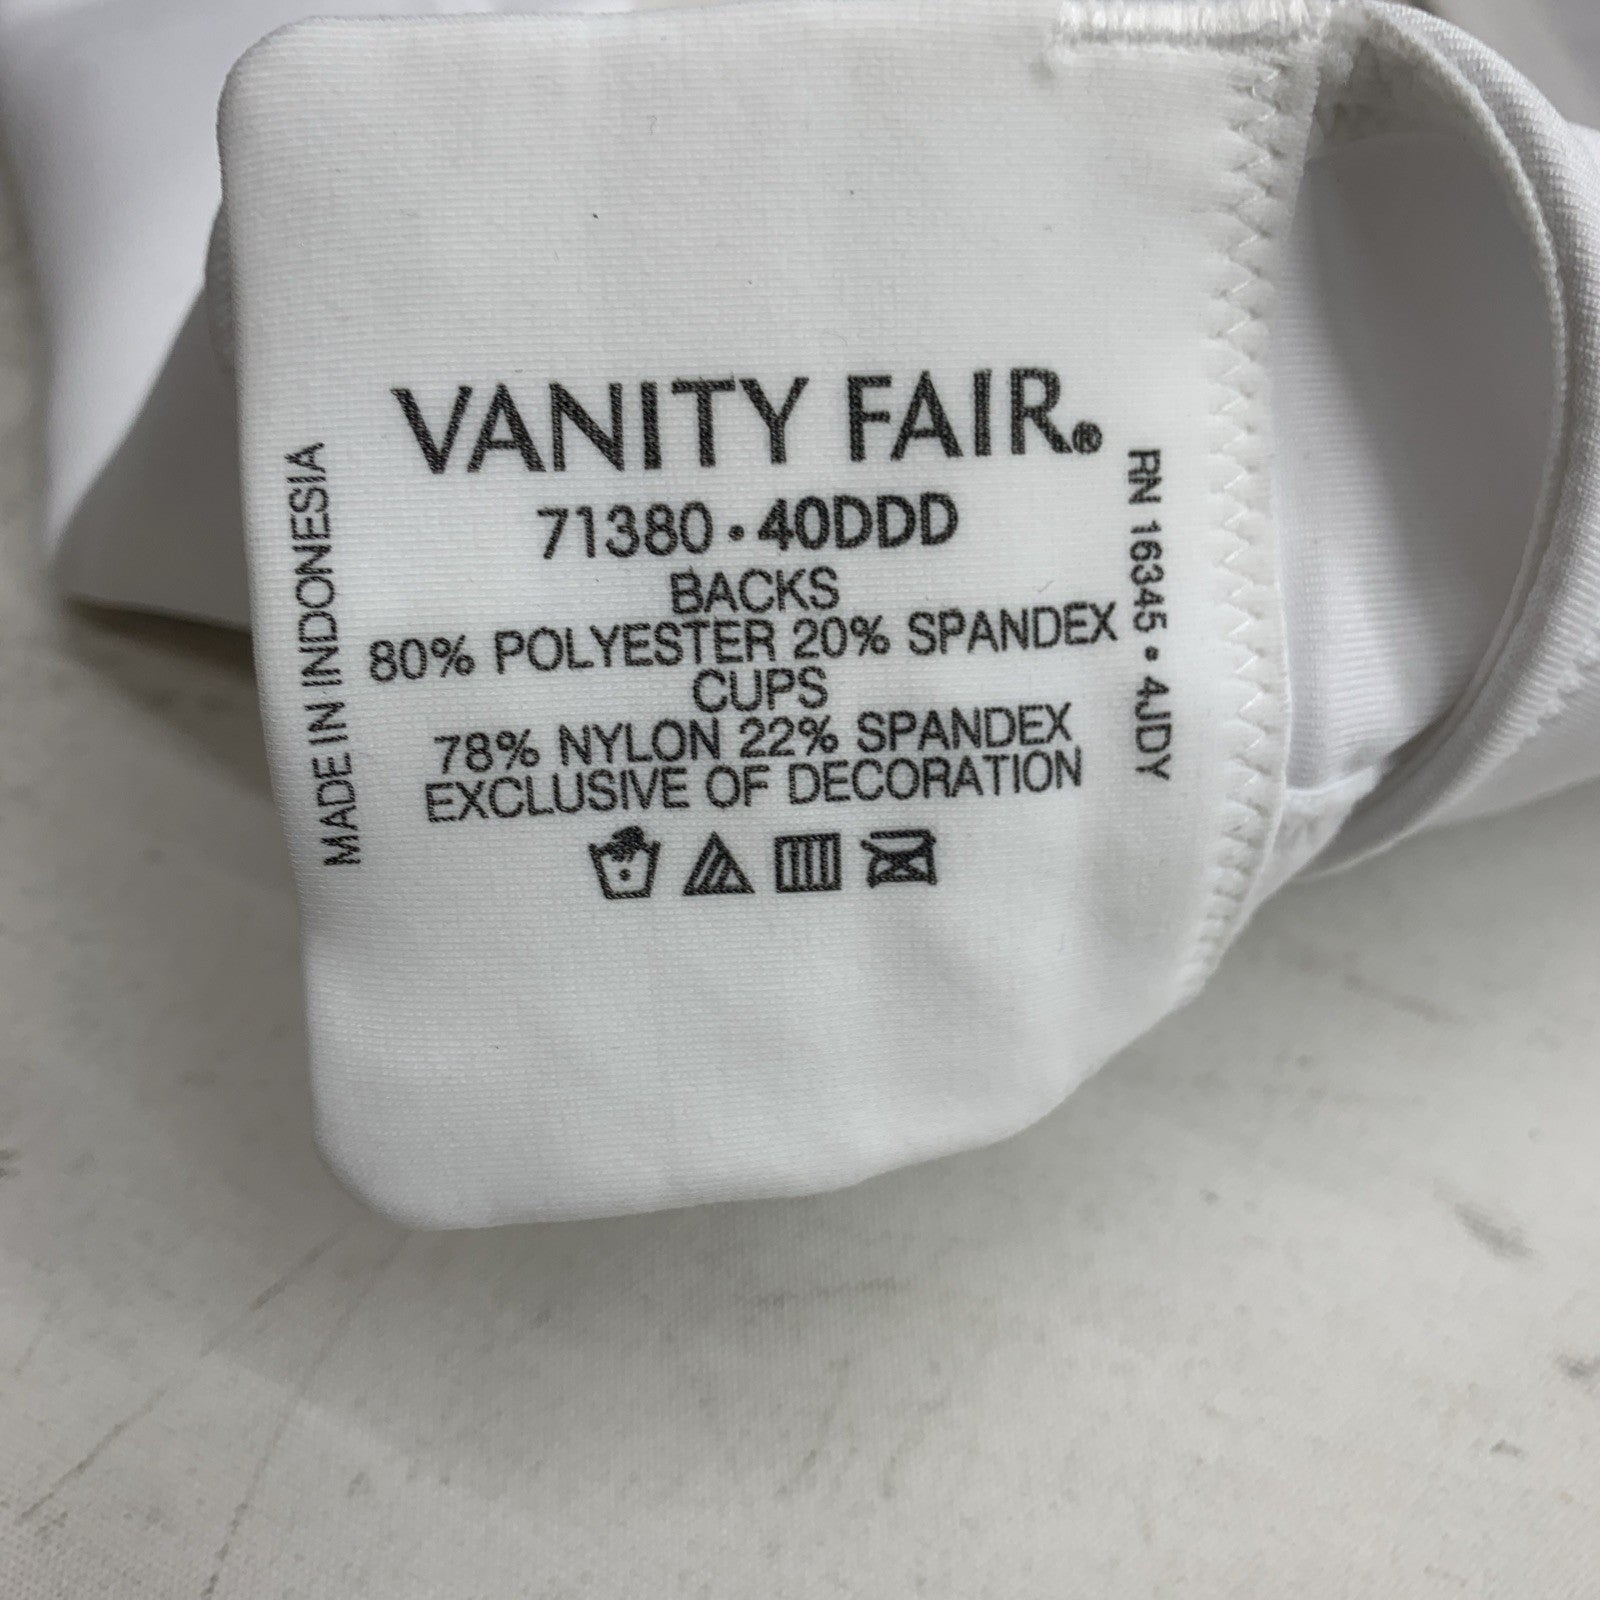 VANITY FAIR®
71380 • 40DDD
BACKS
80% POLYESTER 20% SPANDEX
CUPS
78% NYLON 22% SPANDEX
EXCLUSIVE OF DECORATION
MADE IN INDONESIA
RN 16345 • 4JDY